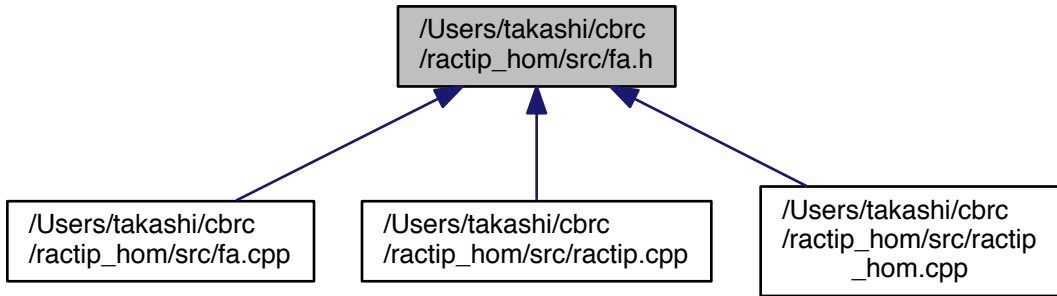 /Users/takashi/cbrc
/ractip_hom/src/fa.h
/Users/takashi/cbrc
/ractip_hom/src/fa.cpp
/Users/takashi/cbrc
/ractip_hom/src/ractip.cpp
/Users/takashi/cbrc
/ractip_hom/src/ractip
_hom.cpp